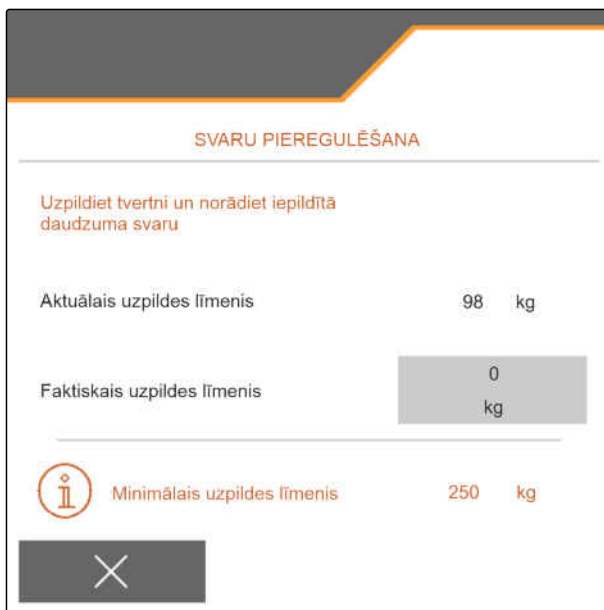 SVARU PIEREGULĒŠANA
Uzpildiet tvertni un norādiet iepildītā
daudzuma svaru
Aktuālais uzpildes līmenis 98 kg
Faktiskais uzpildes līmenis 0
kg
Minimālais uzpildes līmenis 250 kg